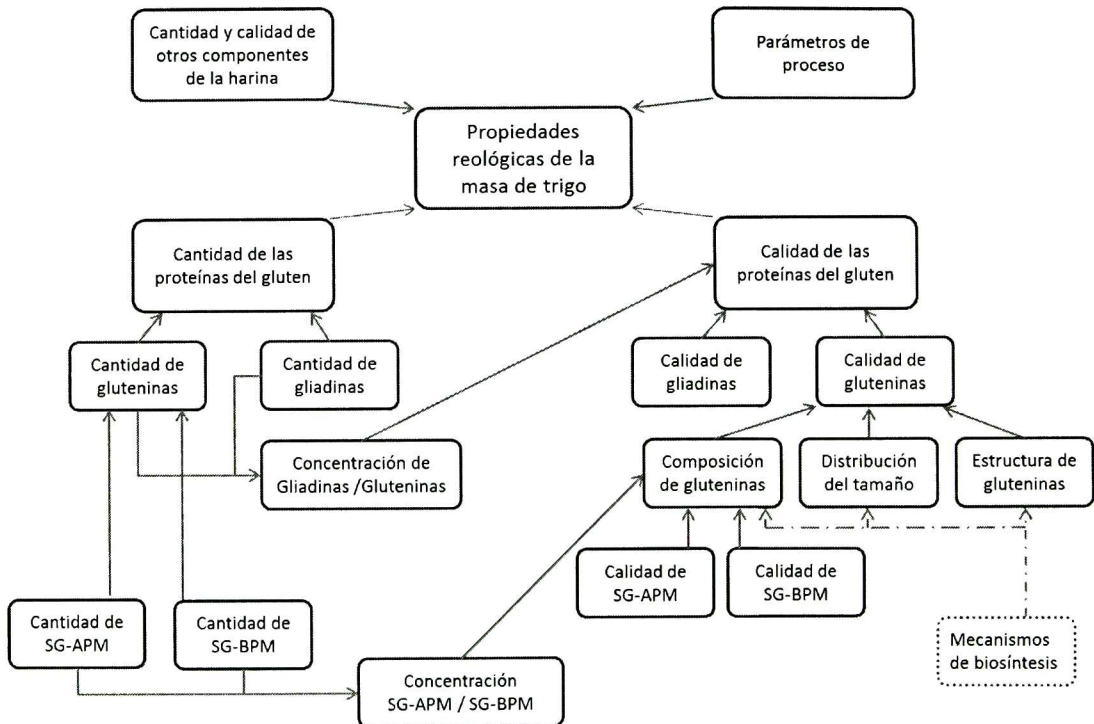 Cantidad y calidad de
otros componentes
de la harina
Parámetros de
proceso
Propiedades
reológicas de la
masa de trigo
Cantidad de las
proteínas del gluten
Calidad de las
proteínas del gluten
Cantidad de
gluteninas
Cantidad de
gliadinas
Calidad de
gliadinas
Calidad de
gluteninas
Concentración de
Gliadinas /Gluteninas
Composición
de gluteninas
Distribución
del tamaño
Estructura de
gluteninas
Calidad de
SG-APM
Calidad de
SG-BPM
Cantidad de
SG-APM
Cantidad de
SG-BPM
Mecanismos
de biosíntesis
Concentración
SG-APM / SG-BPM